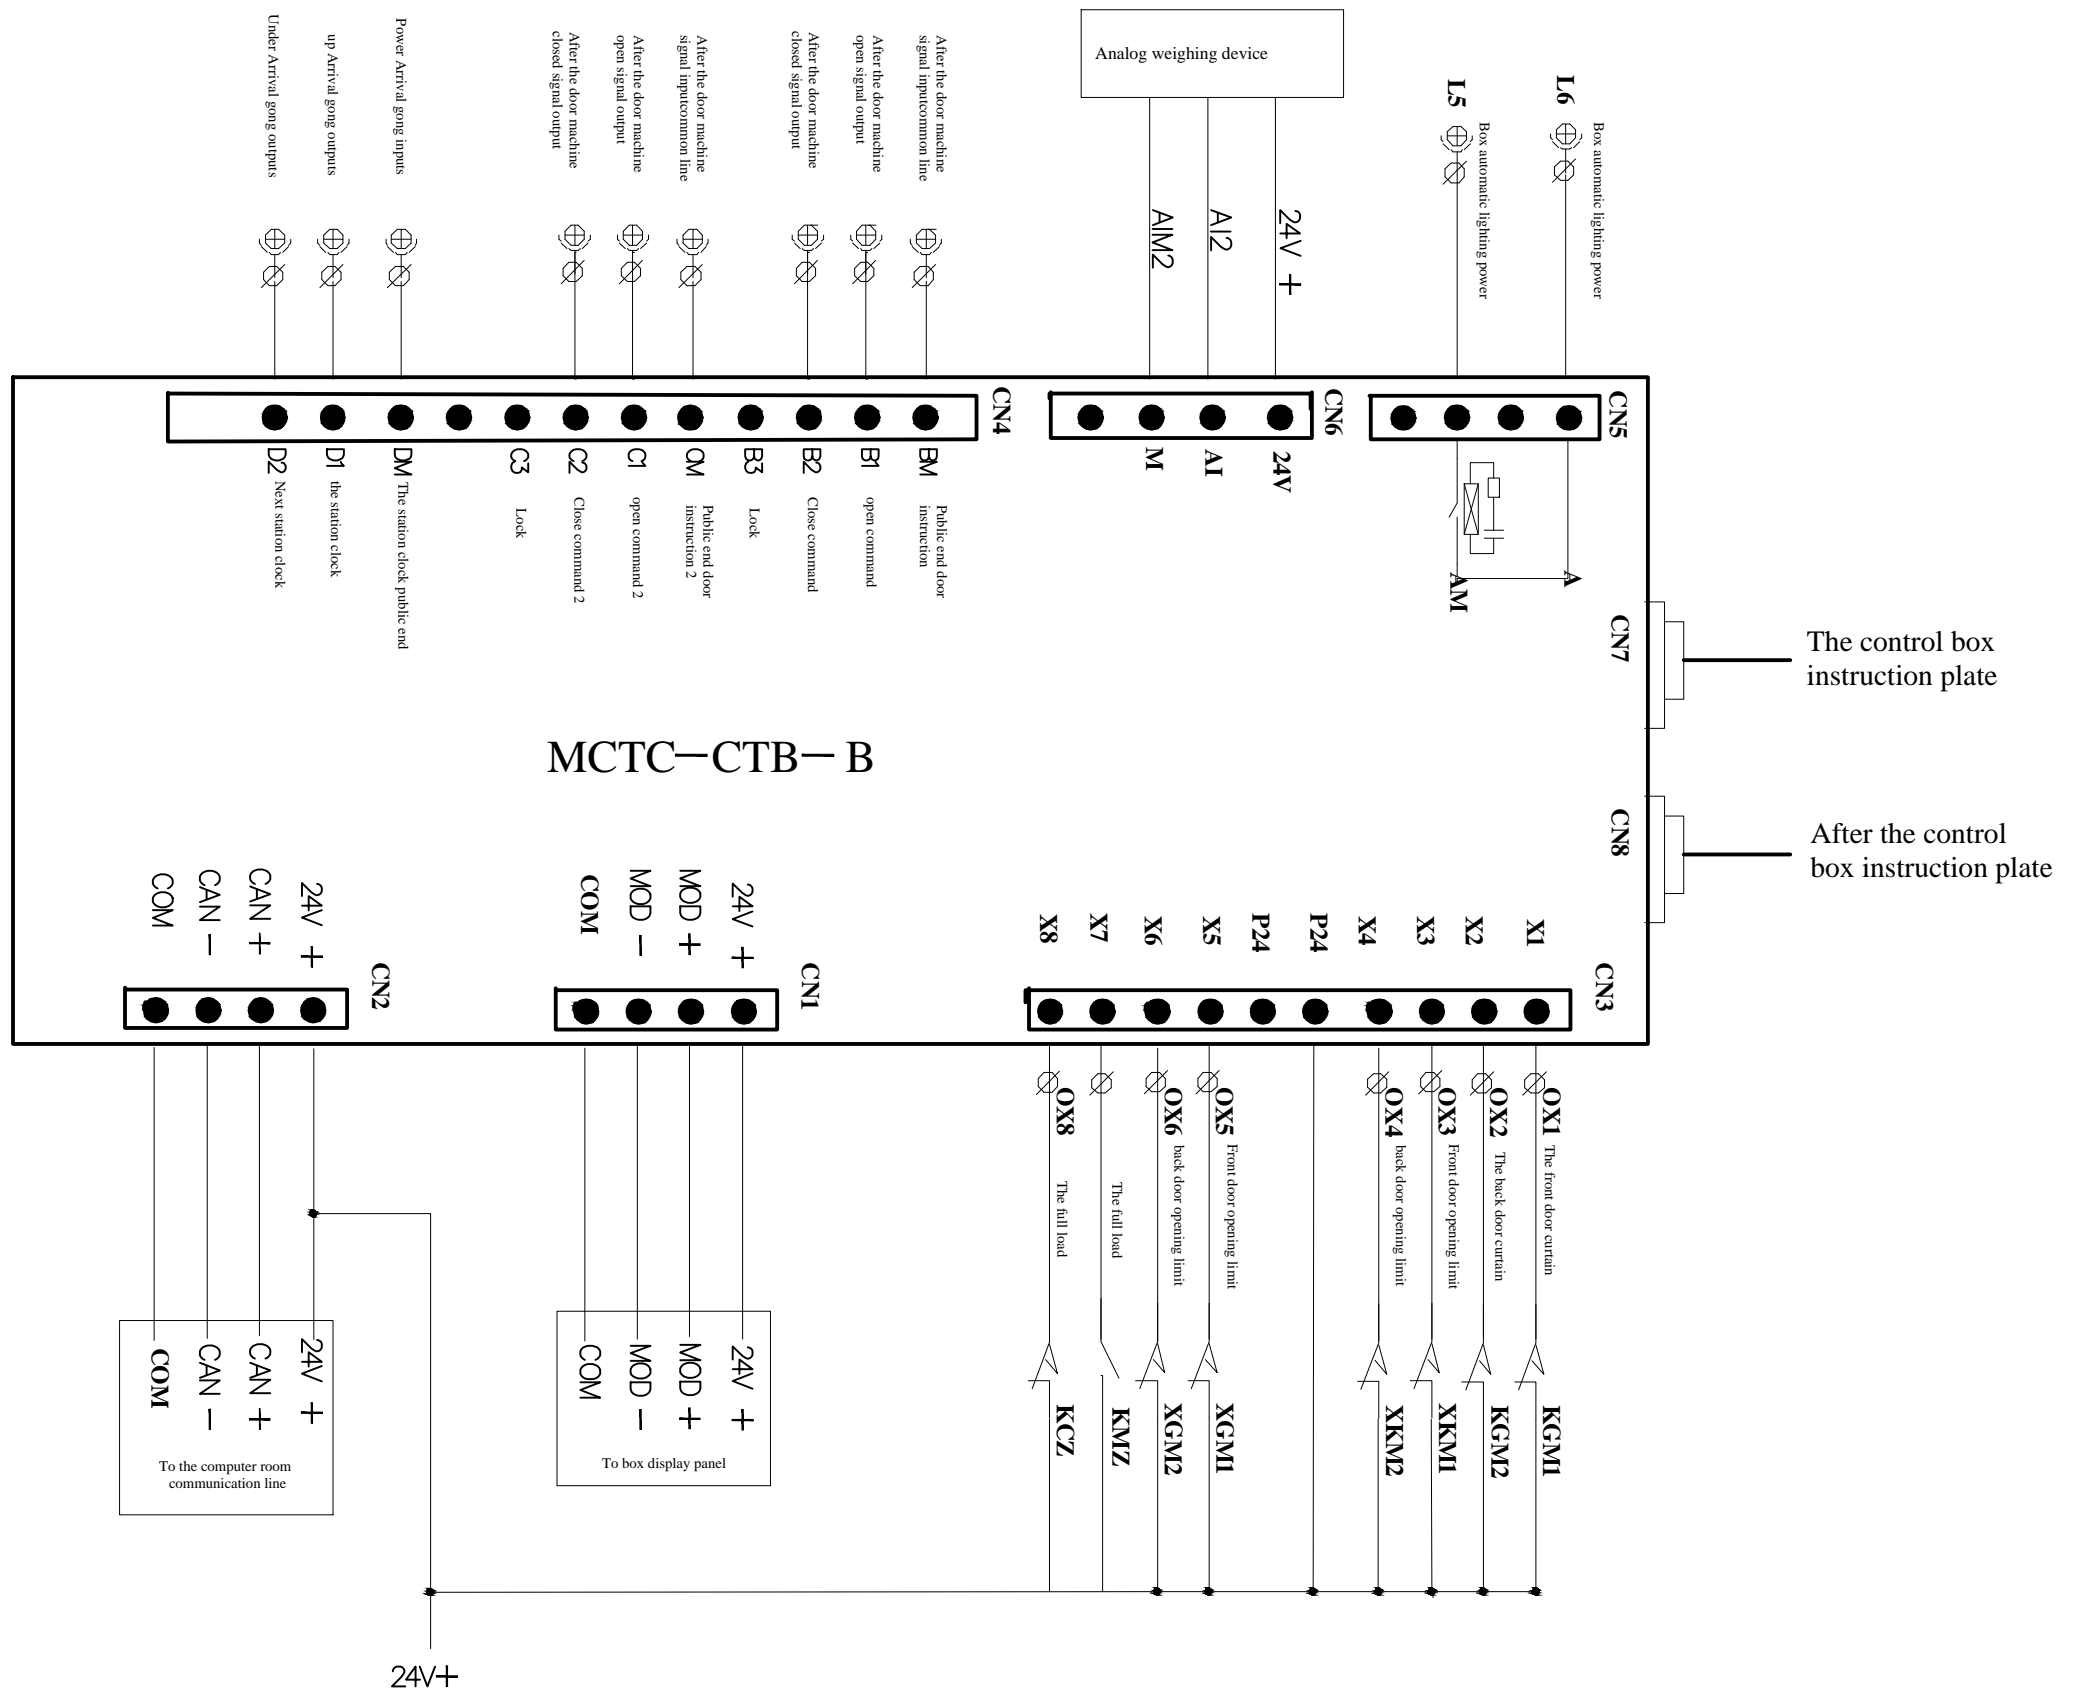 Under Arrival gong outputs
up Arrival gong outputs
Power Arrival gong inputs
After the door machine
closed signal output
After the door machine
open signal output
After the door machine
signal inputcommon line
After the door machine
closed signal output
After the door machine
open signal output
After the door machine
signal inputcommon line
Analog weighing device
AIM2
AI2
24V +
L5
Box automatic lighting power
L6
Box automatic lighting power
CN4
CN6
CN5
D2
D1
DM
C3
C2
C1
CM
B3
B2
B1
BM
M
AI
24V
Next station clock
the station clock
The station clock public end
Lock
Close command 2
open command 2
Public end door
instruction 2
Lock
Close command
open command
Public end door
instruction
AM
A
CN7
The control box
instruction plate
MCTC—CTB— B
CN8
After the control
box instruction plate
COM
CAN -
CAN +
24V +
CN2
COM
MOD -
MOD +
24V +
CN1
X8
X7
X6
X5
P24
P24
X4
X3
X2
X1
CN3
OX8
OX6
OX5
OX4
OX3
OX2
OX1
The full load
The full load
back door opening limit
Front door opening limit
back door opening limit
Front door opening limit
The back door curtain
The front door curtain
KCZ
KMZ
XGM2
XGM1
XKM2
XKM1
KGM2
KGM1
COM
CAN -
CAN +
24V +
To the computer room
communication line
COM
MOD -
MOD +
24V +
To box display panel
24V+